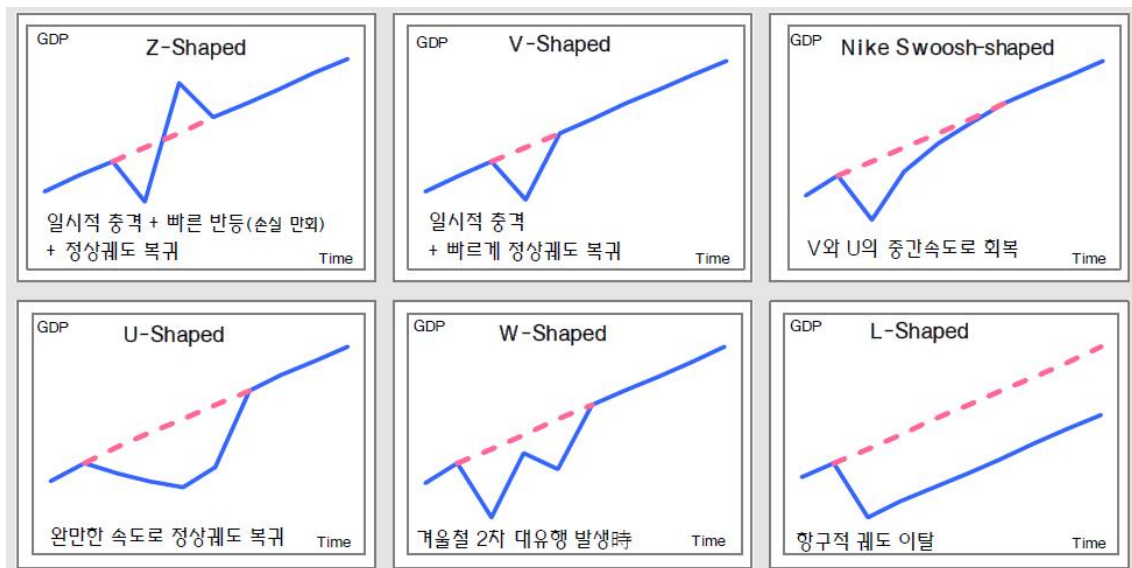 GDP
Z-Shaped
일시적 충격 + 빠른 반등(손실 만회)
+ 정상궤도 복귀
Time
GDP
V-Shaped
일시적 충격
+ 빠르게 정상궤도 복귀
Time
GDP
Nike Swoosh-shaped
V와 U의 중간속도로 회복
Time
GDP
U-Shaped
완만한 속도로 정상궤도 복귀
Time
GDP
W-Shaped
겨울철 2차 대유행 발생時
Time
GDP
L-Shaped
항구적 궤도 이탈
Time